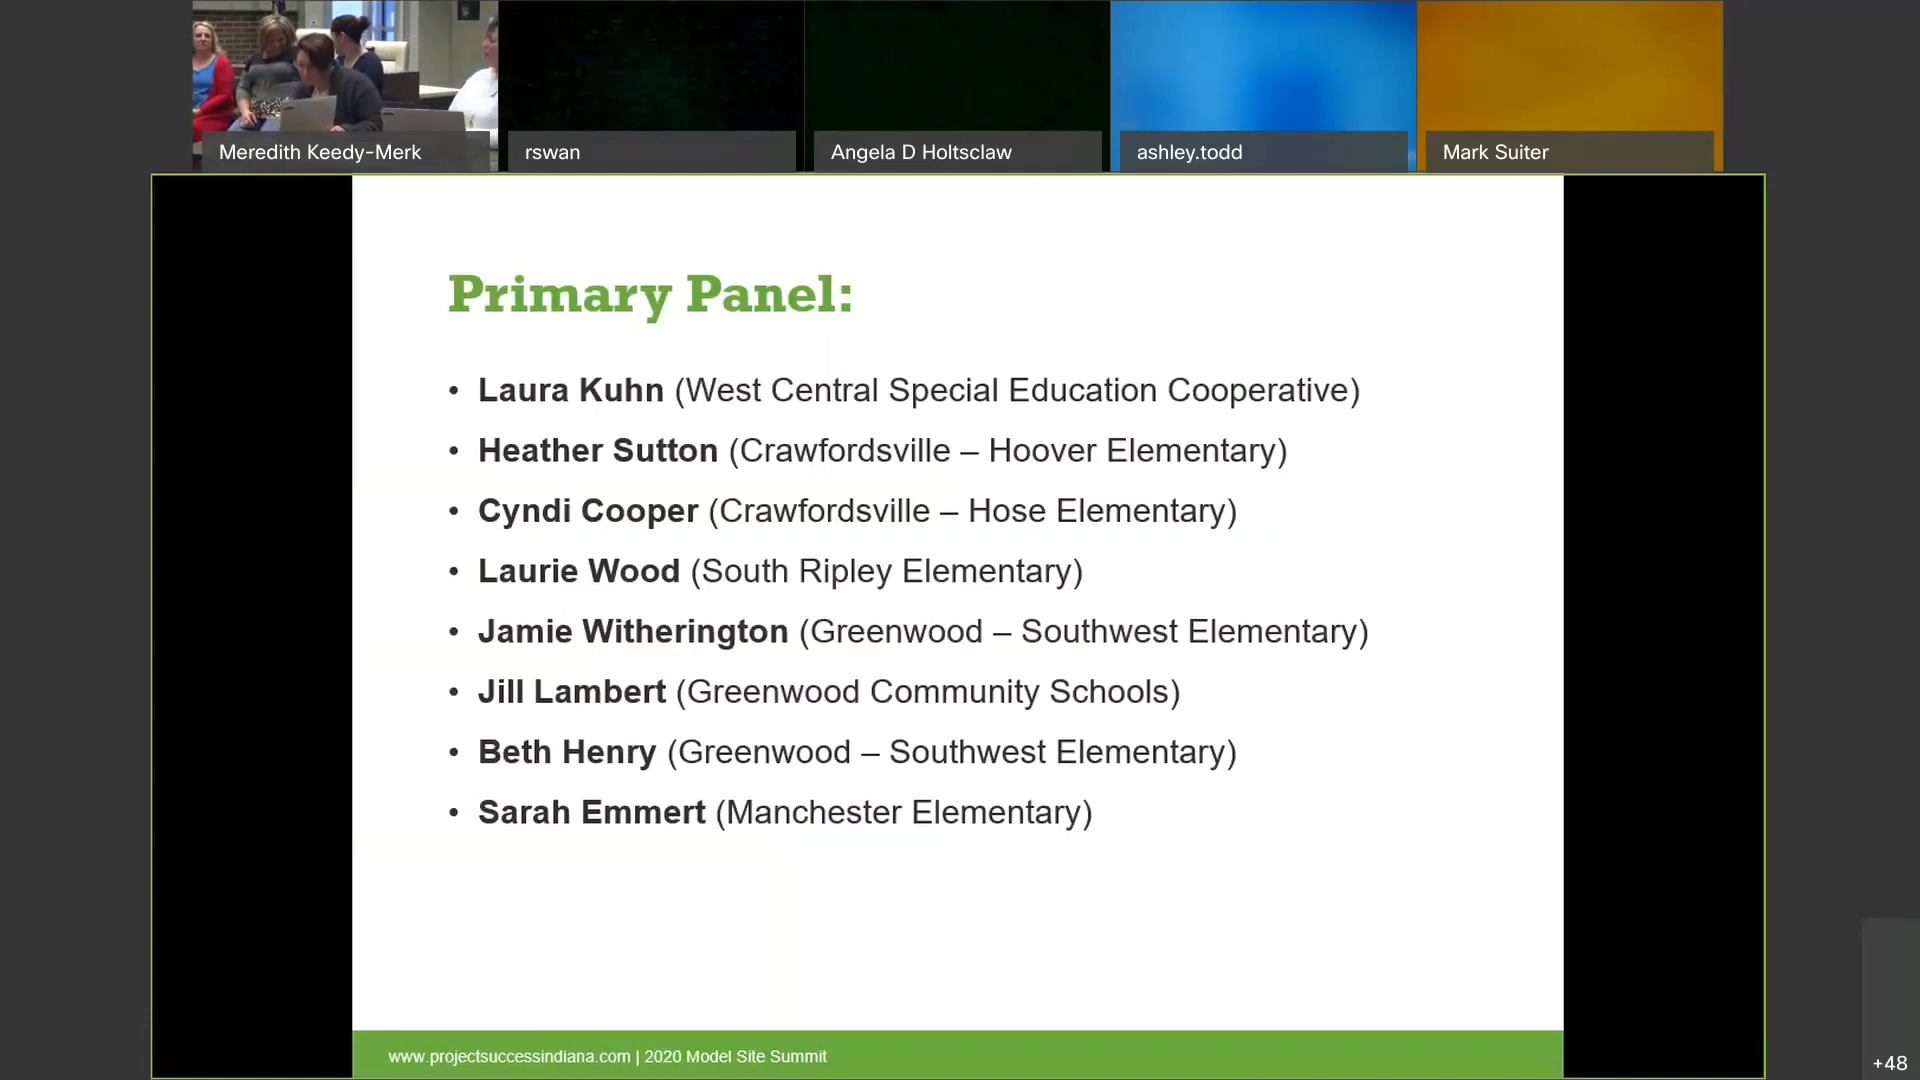 Meredith Keedy-Merk
rswan
Angela D Holtsclaw
ashley.todd
Mark Suiter
Primary Panel:
• Laura Kuhn (West Central Special Education Cooperative)
• Heather Sutton (Crawfordsville – Hoover Elementary)
• Cyndi Cooper (Crawfordsville – Hose Elementary)
• Laurie Wood (South Ripley Elementary)
• Jamie Witherington (Greenwood – Southwest Elementary)
• Jill Lambert (Greenwood Community Schools)
• Beth Henry (Greenwood – Southwest Elementary)
• Sarah Emmert (Manchester Elementary)
www.projectsuccessindiana.com | 2020 Model Site Summit
+48